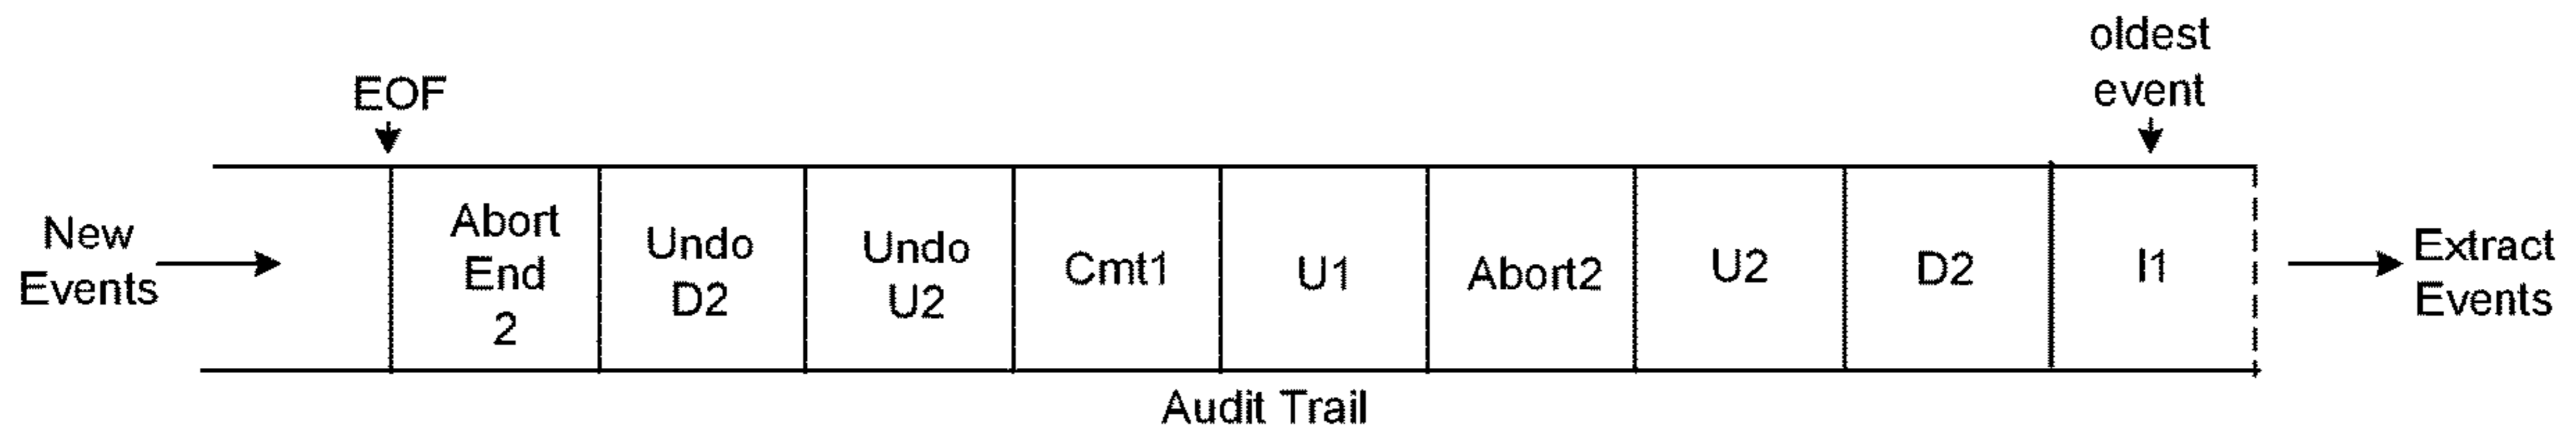 oldest
event
EOF
New
Events
Abort
End
2
Undo
D2
Undo
U2
Cmt1
U1
Abort2
U2
D2
I1
Extract
Events
Audit Trail